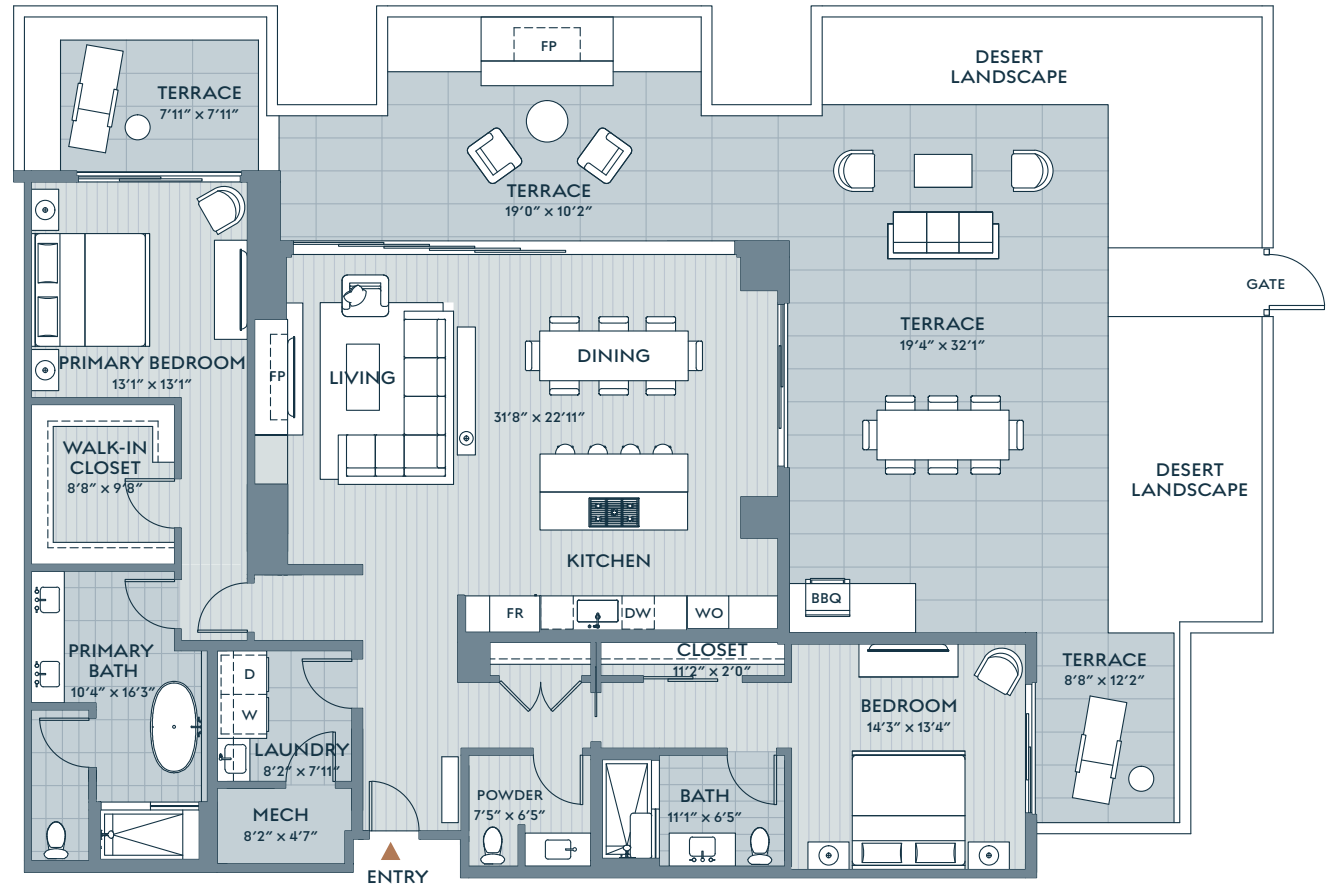 FP
DESERT
LANDSCAPE
TERRACE
7'11" x 7'11"
TERRACE
19'0" x 10'2"
GATE
TERRACE
19'4" x 32'1"
PRIMARY BEDROOM
13'1" x 13'1"
FP
LIVING
DINING
31'8" x 22'11"
WALK-IN
CLOSET
8'8" x 9'8"
DESERT
LANDSCAPE
KITCHEN
FR
DW
WO
BBQ
PRIMARY
BATH
10'4" x 16'3"
D
W
LAUNDRY
8'2" x 7'11"
CLOSET
11'2" x 2'0"
TERRACE
8'8" x 12'2"
BEDROOM
14'3" x 13'4"
MECH
8'2" x 4'7"
POWDER
7'5" x 6'5"
BATH
11'1" x 6'5"
ENTRY